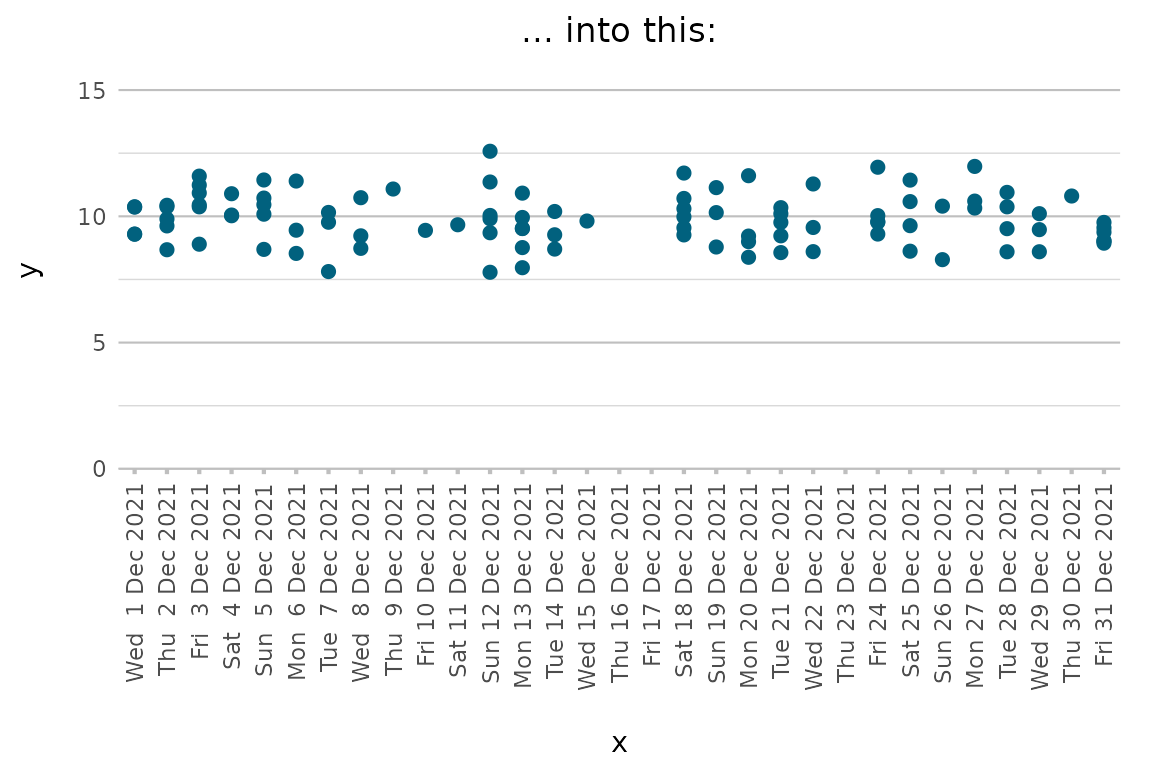 ... into this:
15
10
5
0
y
Wed  1 Dec 2021
Thu  2 Dec 2021
Fri  3 Dec 2021
Sat  4 Dec 2021
Sun  5 Dec 2021
Mon  6 Dec 2021
Tue  7 Dec 2021
Wed  8 Dec 2021
Thu  9 Dec 2021
Fri 10 Dec 2021
Sat 11 Dec 2021
Sun 12 Dec 2021
Mon 13 Dec 2021
Tue 14 Dec 2021
Wed 15 Dec 2021
Thu 16 Dec 2021
Fri 17 Dec 2021
Sat 18 Dec 2021
Sun 19 Dec 2021
Mon 20 Dec 2021
Tue 21 Dec 2021
Wed 22 Dec 2021
Thu 23 Dec 2021
Fri 24 Dec 2021
Sat 25 Dec 2021
Sun 26 Dec 2021
Mon 27 Dec 2021
Tue 28 Dec 2021
Wed 29 Dec 2021
Thu 30 Dec 2021
Fri 31 Dec 2021
x